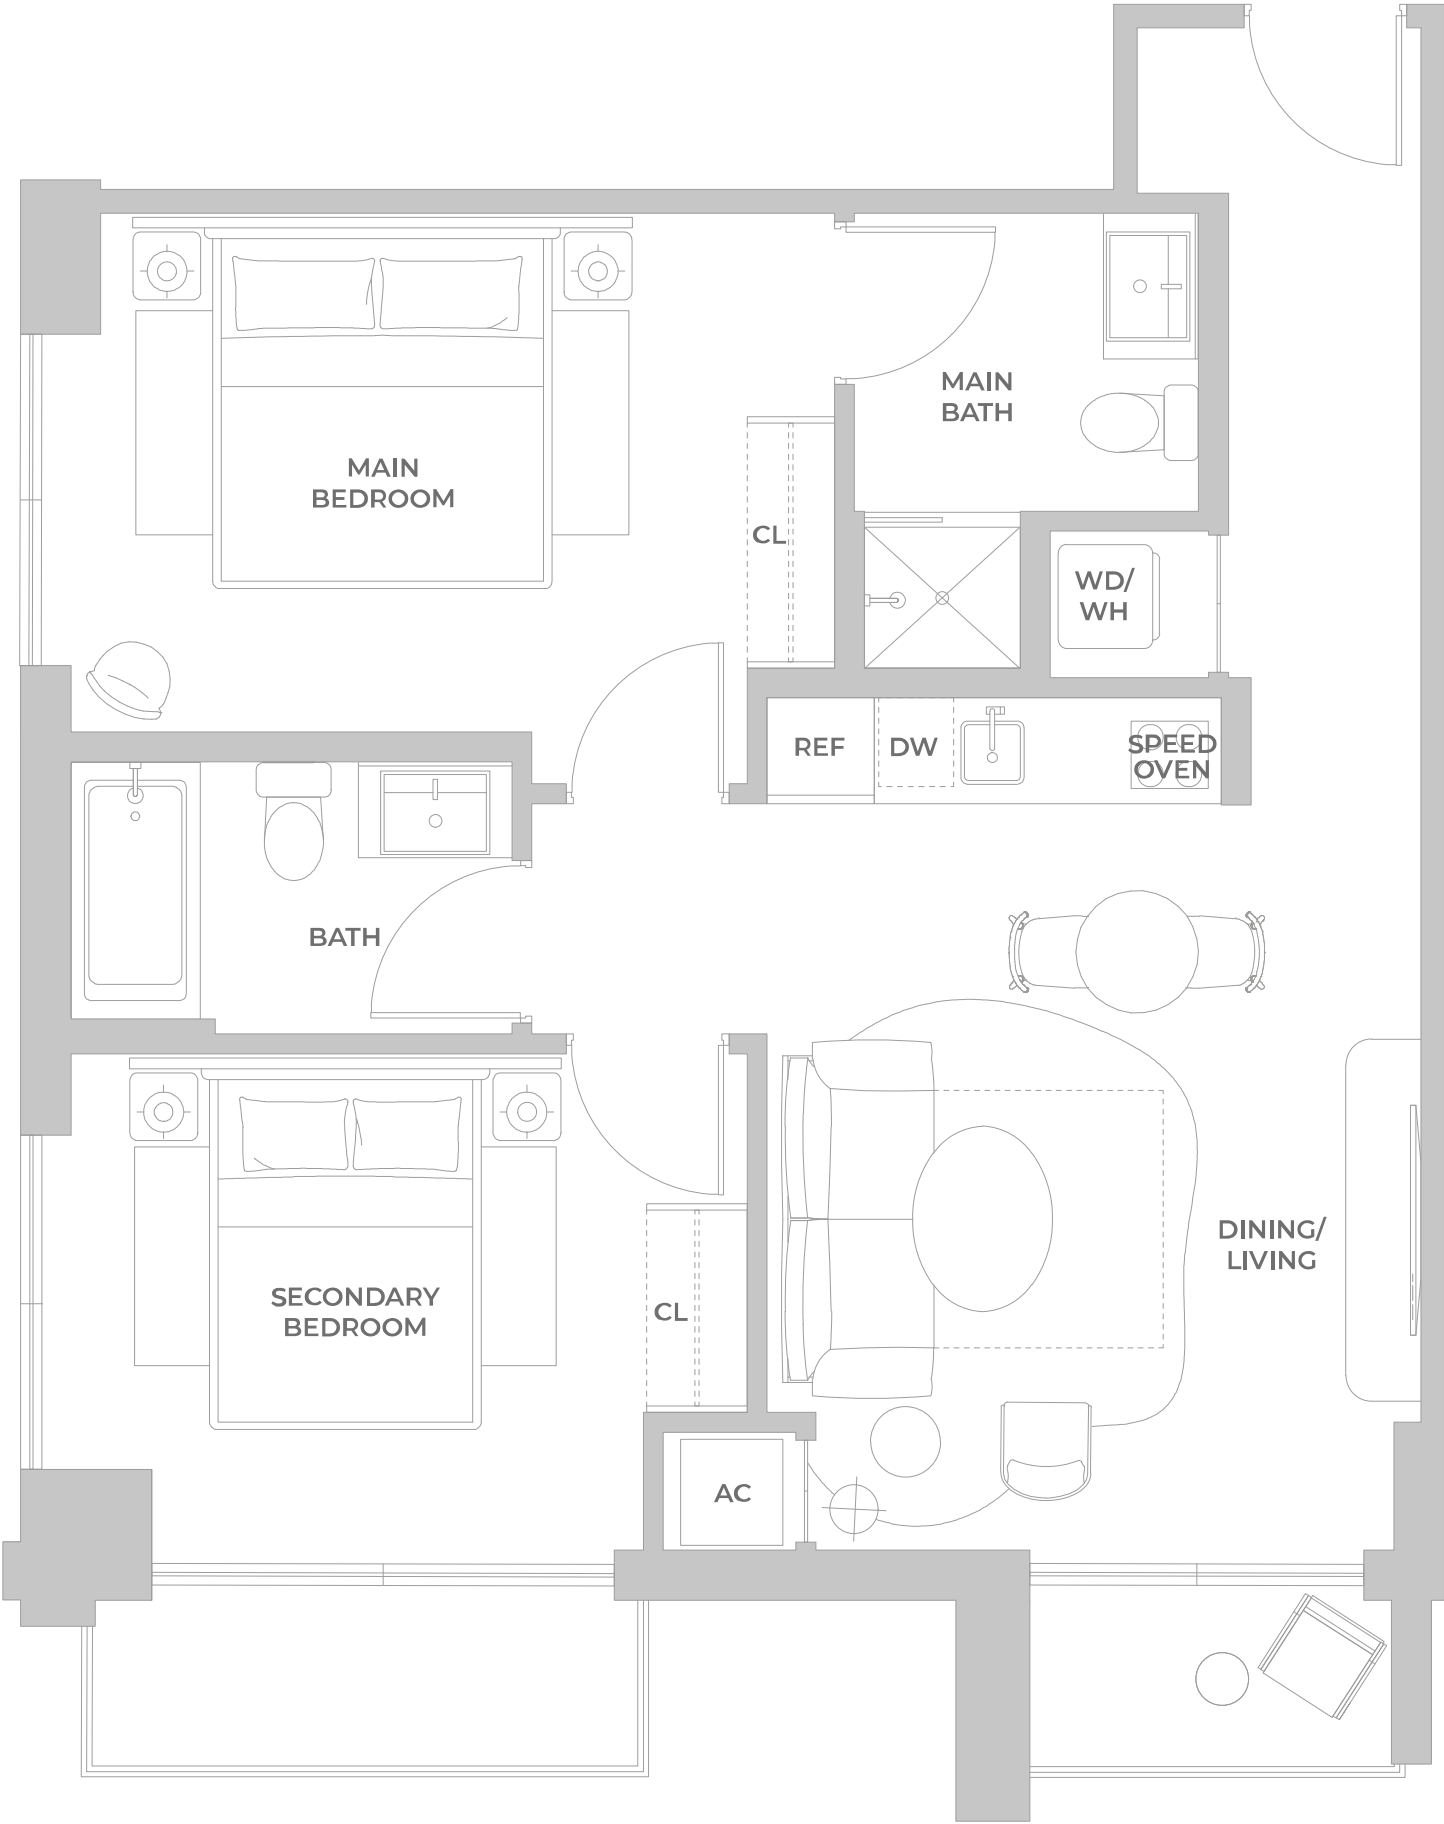 MAIN
BATH
MAIN
BEDROOM
CL
WD/
WH
REF
DW
SPEED
OVEN
BATH
DINING/
LIVING
SECONDARY
BEDROOM
CL
AC